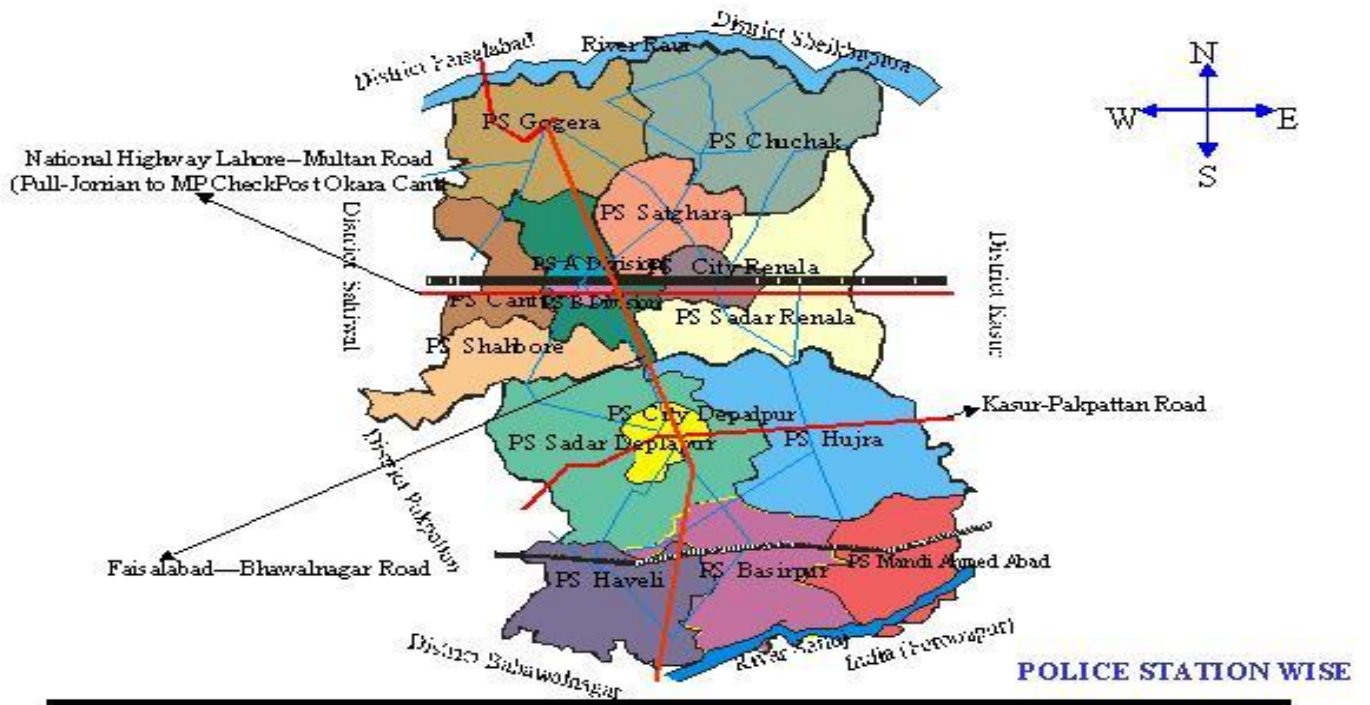 District Sheikhupura
River Ravi
District Faisalabad
N
W
E
S
PS Gogera
PS Chuchak
National Highway Lahore–Multan Road
(Pull-Jorian to MP CheckPost Okara Cantt
PS Satghara
District Sahiwal
District Kasur
PS A Division
PS City Renala
PS Cantt
PS B Division
PS Sadar Renala
PS Shahbore
PS City Depalpur
Kasur-Pakpattan Road
PS Sadar Deplapur
PS Hujra
District Pakpattan
Faisalabad—Bhawalnagar Road
PS Haveli
PS Basirpur
PS Mandi Ahmed Abad
District Bahawalnagar
River Satluj
India (Ferozapur)
POLICE STATION WISE